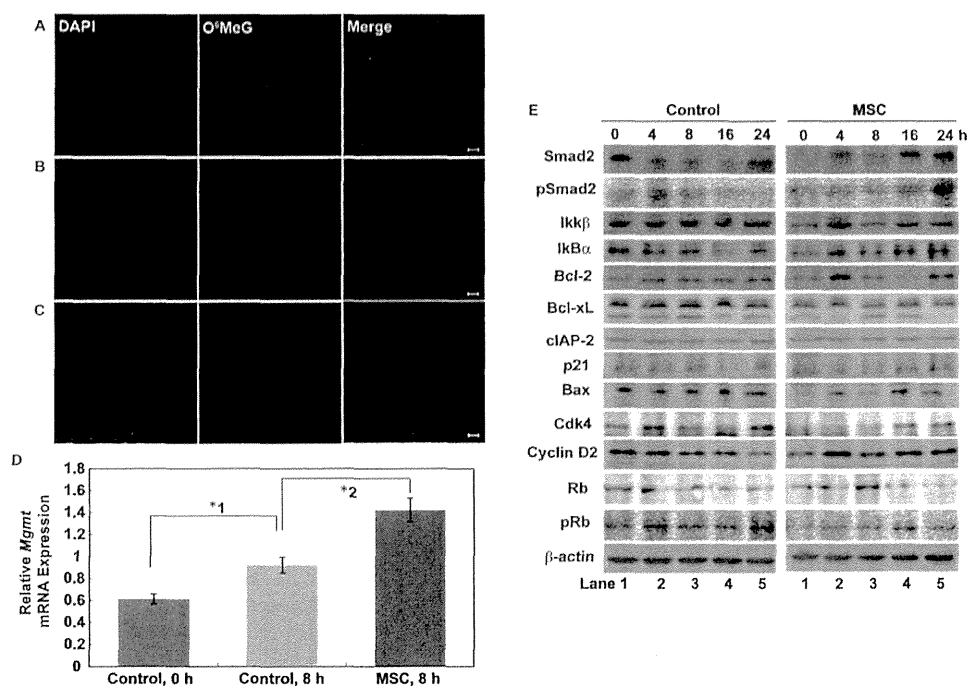 A DAPI O⁶MeG Merge
B
C
D
1.8
1.6
1.4
1.2
1
0.8
0.6
0.4
0.2
0
Relative Mgmt
mRNA Expression
*1
*2
Control, 0 h Control, 8 h MSC, 8 h
E Control MSC
0 4 8 16 24 0 4 8 16 24 h
Smad2
pSmad2
Ikkβ
IkBα
Bcl-2
Bcl-xL
cIAP-2
p21
Bax
Cdk4
Cyclin D2
Rb
pRb
β-actin
Lane 1 2 3 4 5 1 2 3 4 5